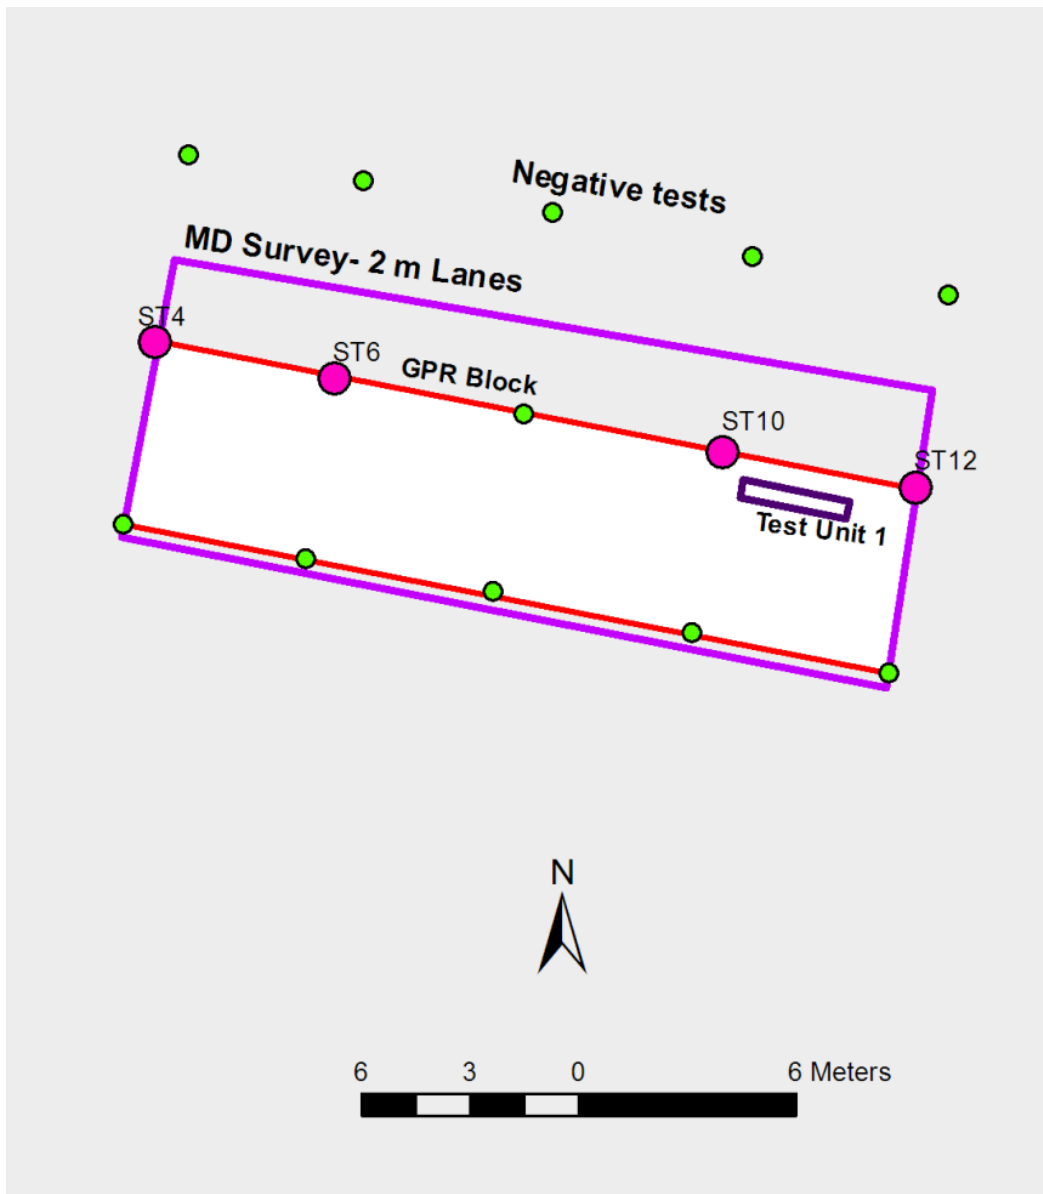 Negative tests
MD Survey- 2 m Lanes
ST4
ST6
GPR Block
ST10
ST12
Test Unit 1
N
6 3 0 6 Meters